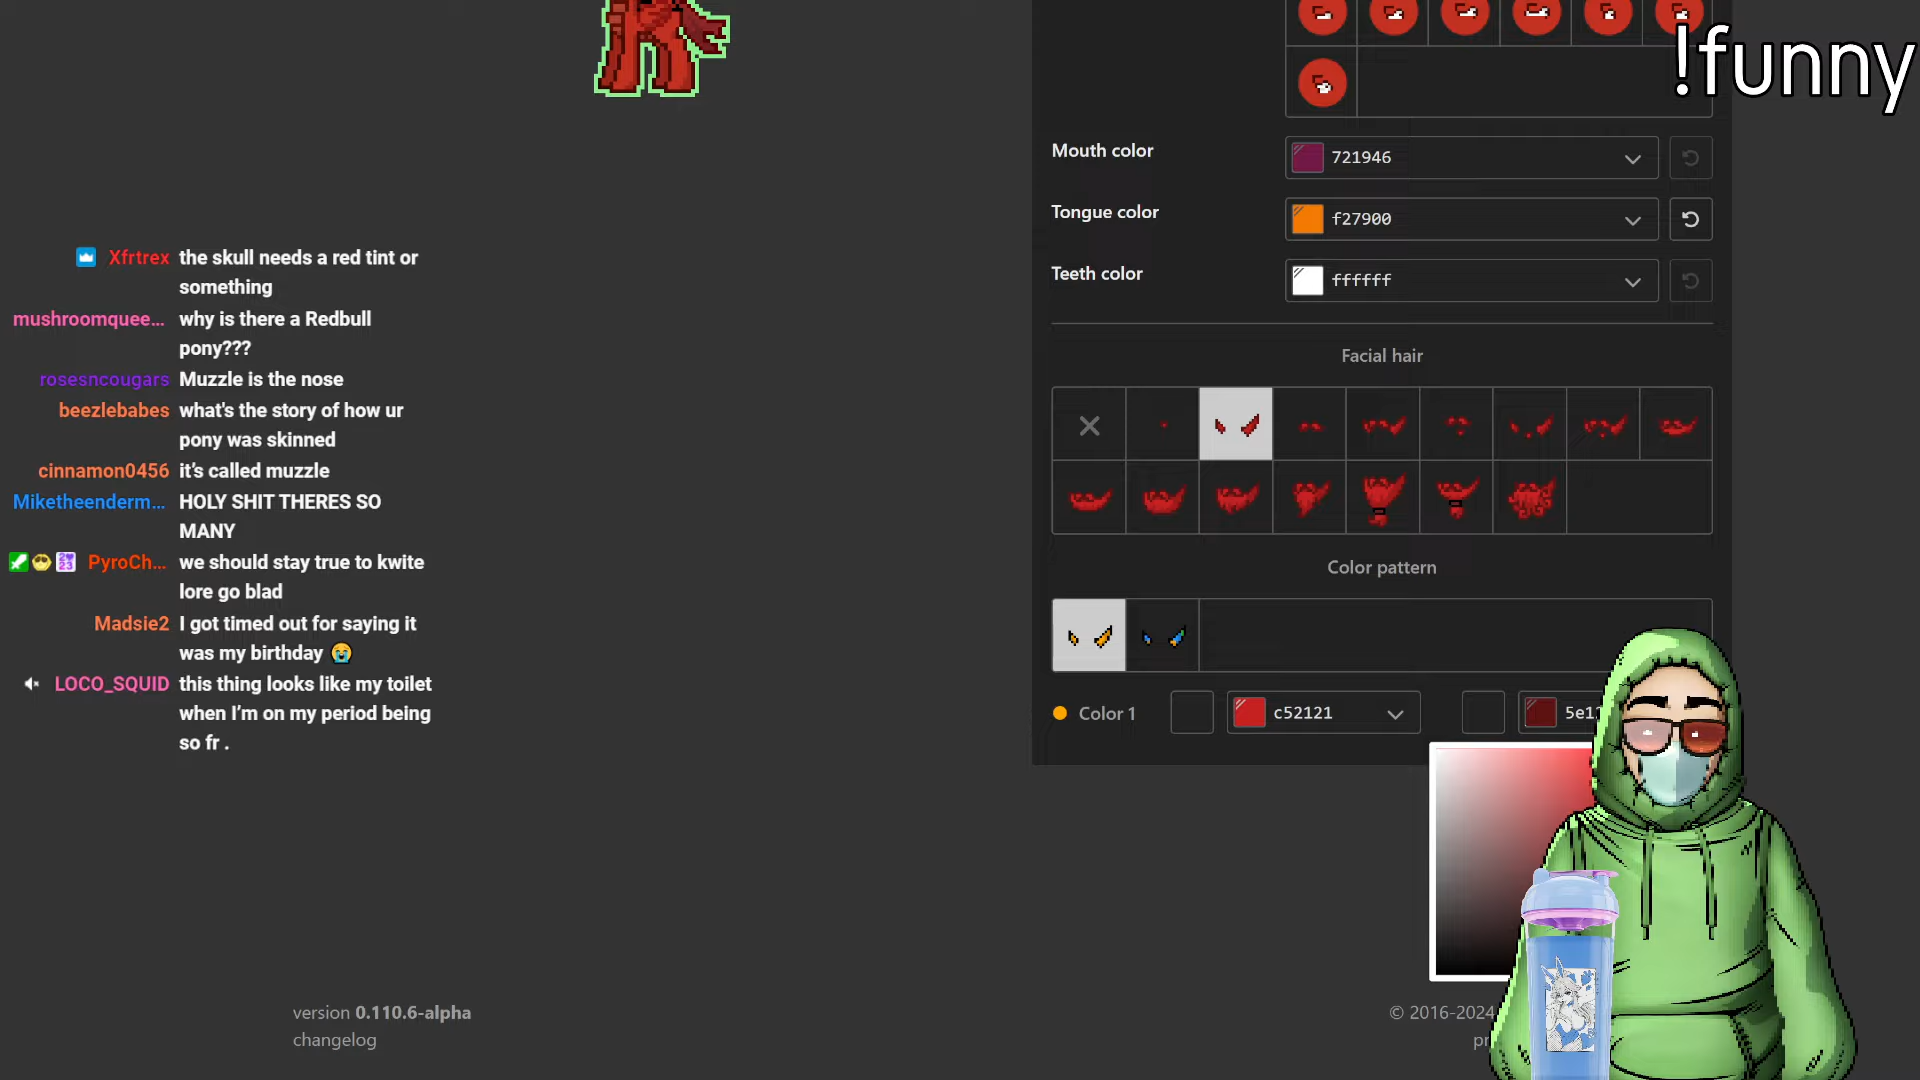 !funny
Mouth color
721946
Tongue color
f27900
Teeth color
ffffff
Facial hair
Color pattern
Color 1
c52121
Xfrtrex the skull needs a red tint or
something
mushroomquee... why is there a Redbull
pony???
rosesncougars Muzzle is the nose
beezlebabes what's the story of how ur
pony was skinned
cinnamon0456 it's called muzzle
Miketheenderm... HOLY SHIT THERES SO
MANY
PyroCh... we should stay true to kwite
lore go blad
Madsie2 I got timed out for saying it
was my birthday 😭
LOCO_SQUID this thing looks like my toilet
when I'm on my period being
so fr .
version 0.110.6-alpha
changelog
© 2016-2024